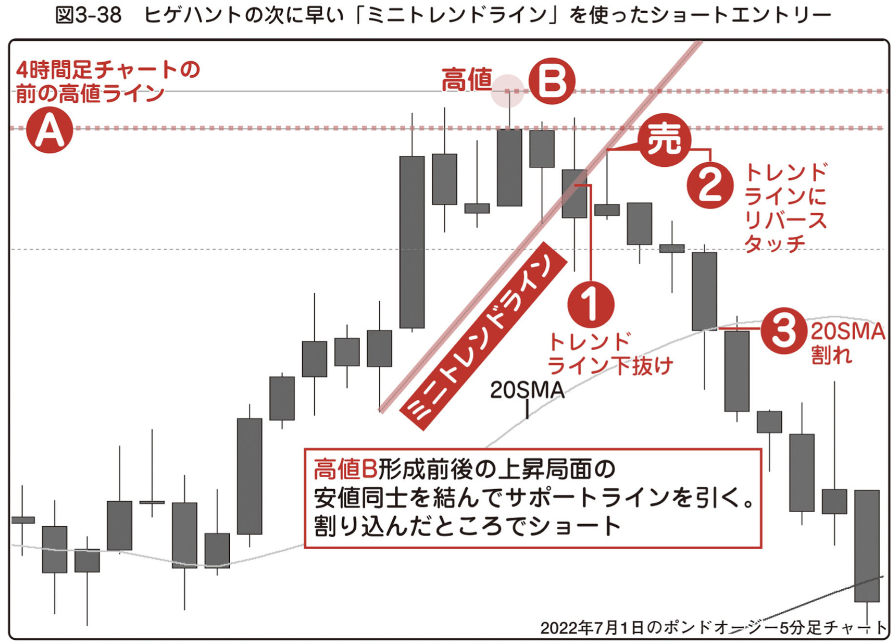 図3-38 ヒゲハントの次に早い「ミニトレンドライン」を使ったショートエントリー
4時間足チャートの
前の高値ライン
A
高値
B
売
2
トレンド
ラインに
リバース
タッチ
ミニトレンドライン
1
トレンド
ライン下抜け
3
20SMA
割れ
20SMA
高値B形成前後の上昇局面の
安値同士を結んでサポートラインを引く。
割り込んだところでショート
2022年7月1日のポンドオージー5分足チャート